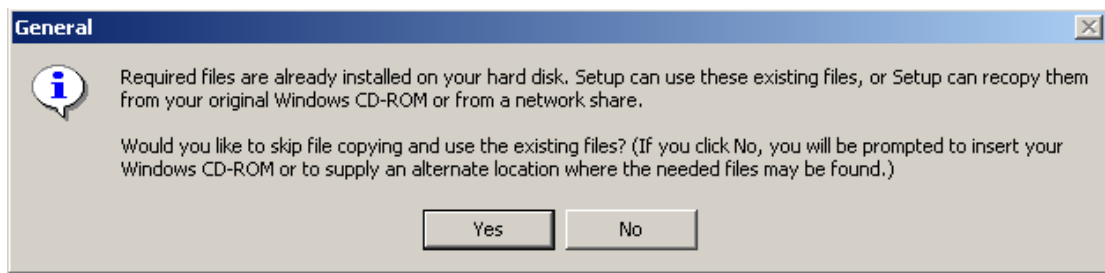 General
Required files are already installed on your hard disk. Setup can use these existing files, or Setup can recopy them
from your original Windows CD-ROM or from a network share.
Would you like to skip file copying and use the existing files? (If you click No, you will be prompted to insert your
Windows CD-ROM or to supply an alternate location where the needed files may be found.)
Yes
No